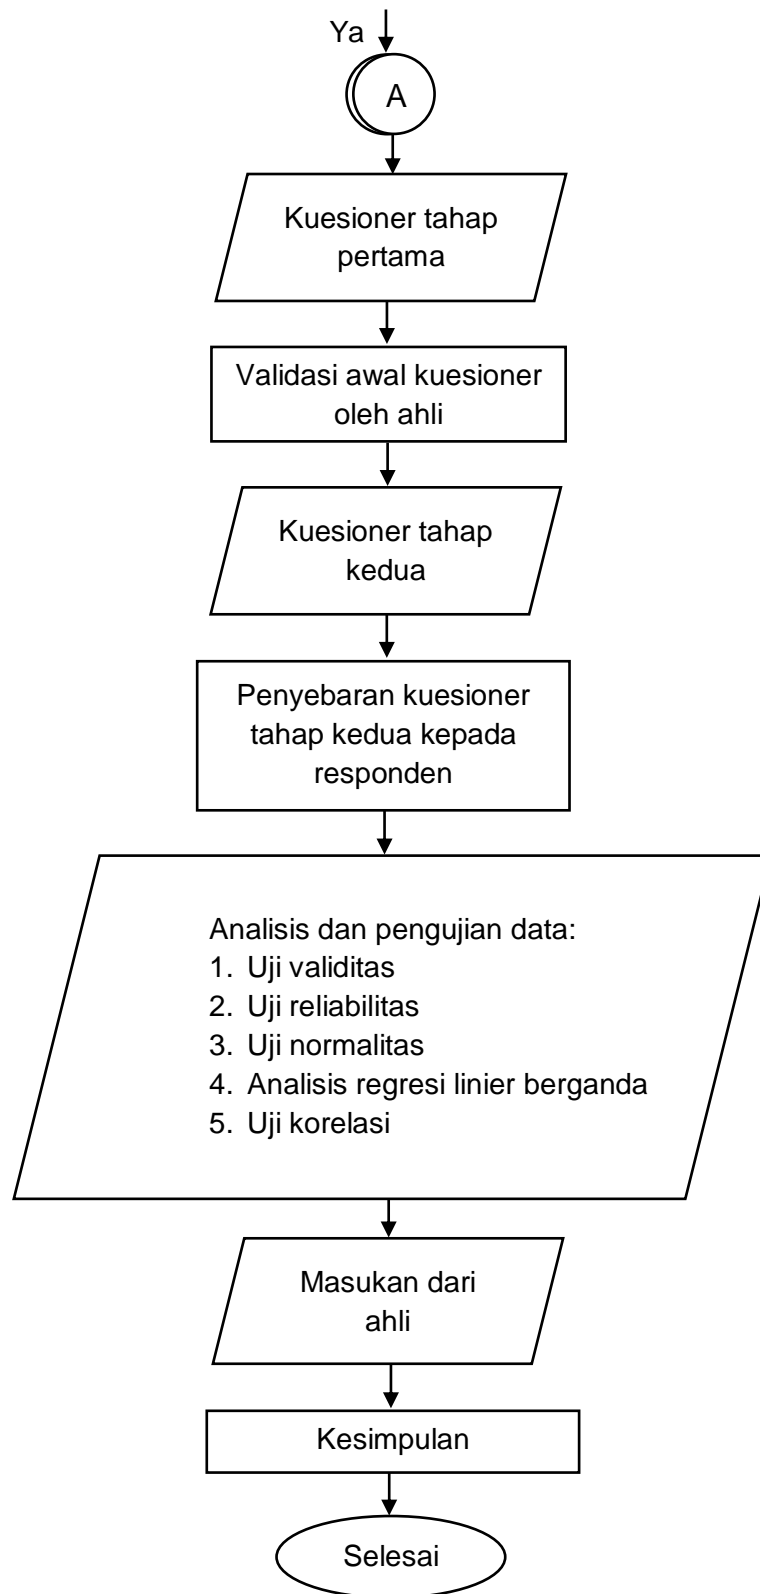 Ya
A
Kuesioner tahap
pertama
Validasi awal kuesioner
oleh ahli
Kuesioner tahap
kedua
Penyebaran kuesioner
tahap kedua kepada
responden
Analisis dan pengujian data:
1. Uji validitas
2. Uji reliabilitas
3. Uji normalitas
4. Analisis regresi linier berganda
5. Uji korelasi
Masukan dari
ahli
Kesimpulan
Selesai